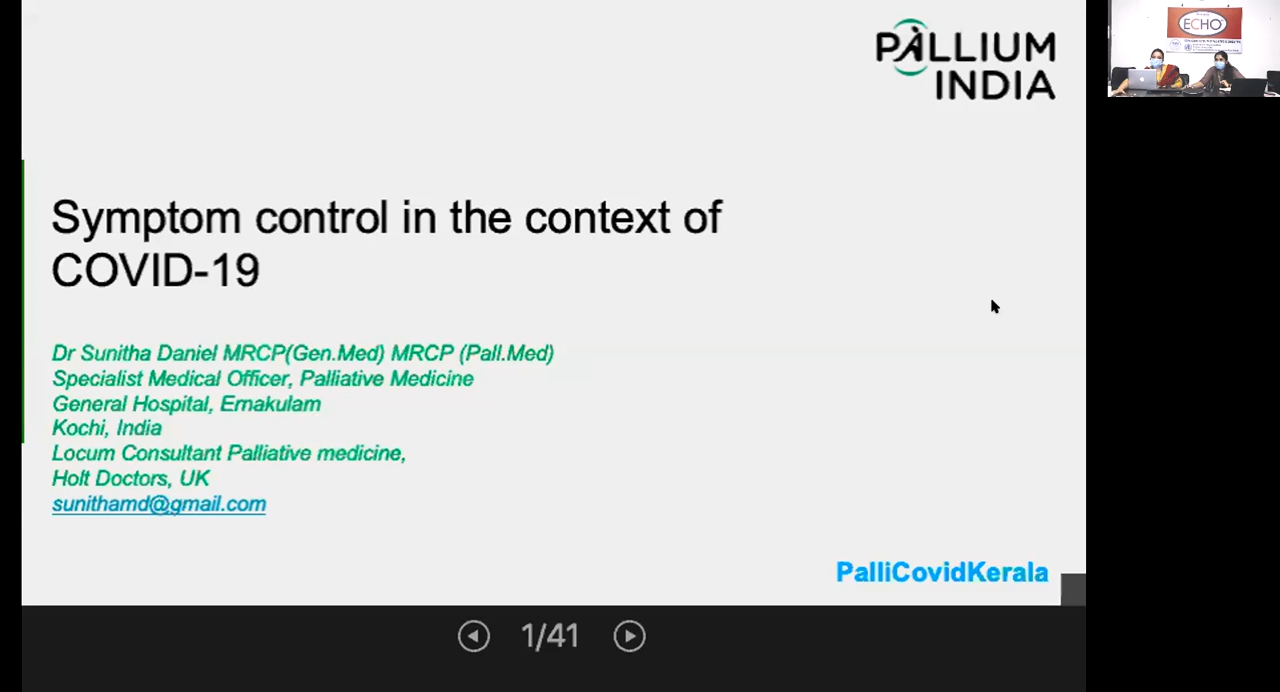 PALLIUM
INDIA
ECHO
Symptom control in the context of
COVID-19
Dr Sunitha Daniel MRCP(Gen.Med) MRCP (Pall.Med)
Specialist Medical Officer, Palliative Medicine
General Hospital, Ernakulam
Kochi, India
Locum Consultant Palliative medicine,
Holt Doctors, UK
sunithamd@gmail.com
PalliCovidKerala
1/41